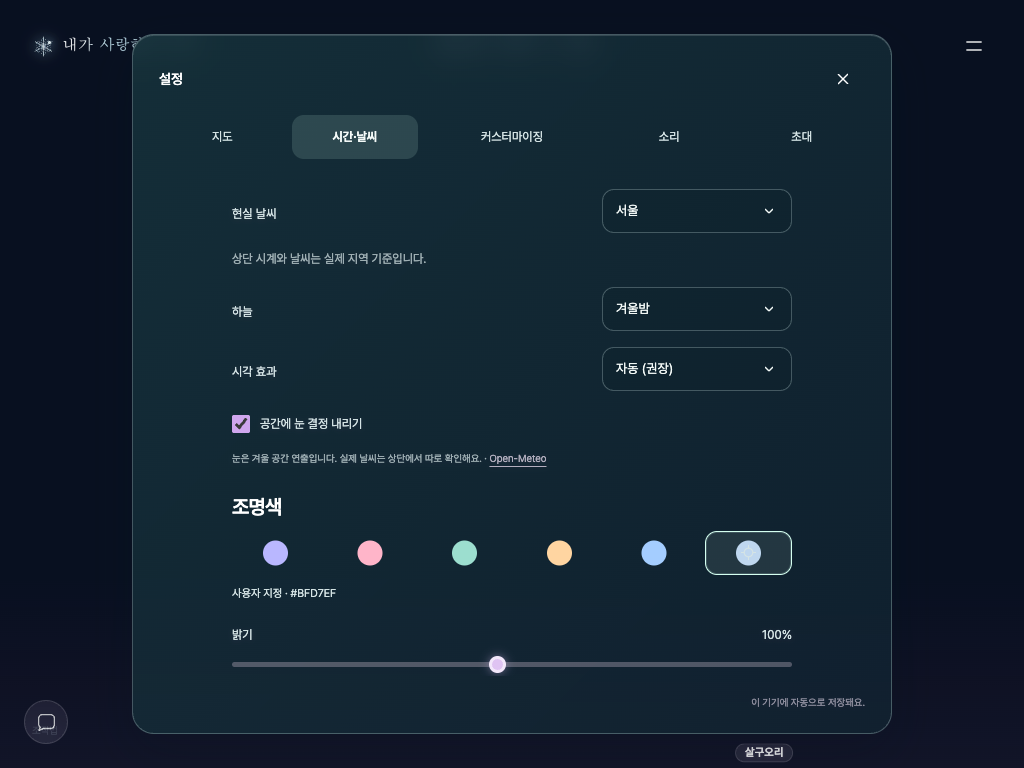 내가 사랑한
설정
지도
시간·날씨
커스터마이징
소리
초대
현실 날씨
서울
상단 시계와 날씨는 실제 지역 기준입니다.
하늘
겨울밤
시각 효과
자동 (권장)
공간에 눈 결정 내리기
눈은 겨울 공간 연출입니다. 실제 날씨는 상단에서 따로 확인해요. · Open-Meteo
조명색
사용자 지정 · #BFD7EF
밝기
100%
이 기기에 자동으로 저장돼요.
살구오리